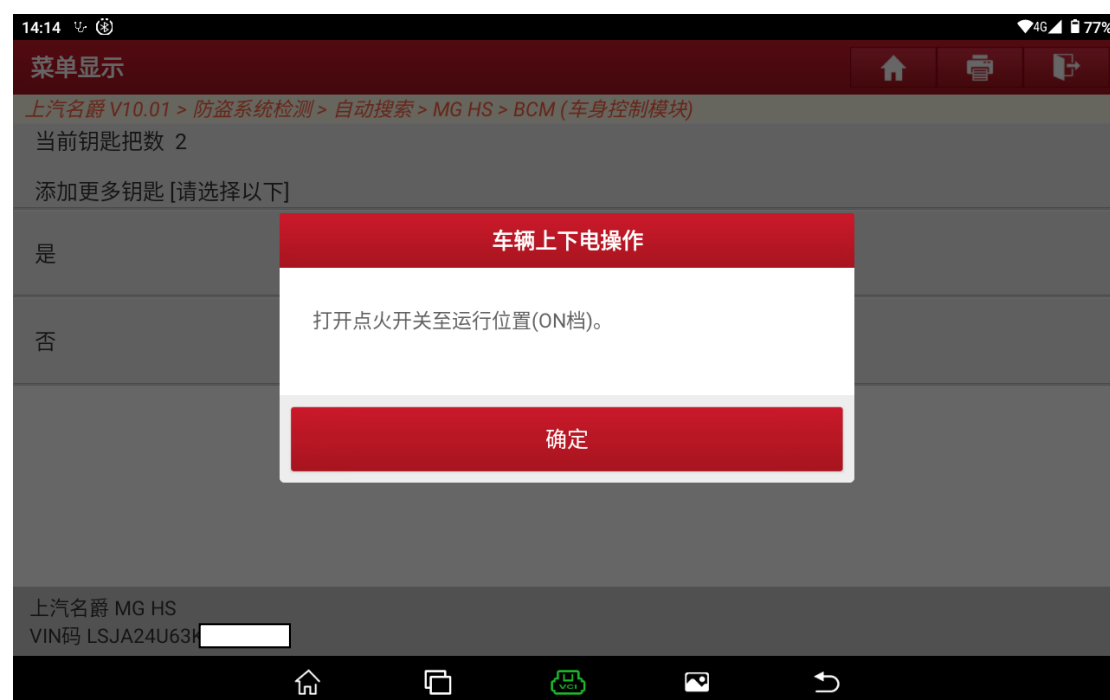 14:14 4G 77%
菜单显示
上汽名爵 V10.01 > 防盗系统检测 > 自动搜索 > MG HS > BCM (车身控制模块)
当前钥匙把数 2
添加更多钥匙 [请选择以下]
是
车辆上下电操作
打开点火开关至运行位置(ON档)。
否
确定
上汽名爵 MG HS
VIN码 LSJA24U63K
VCI